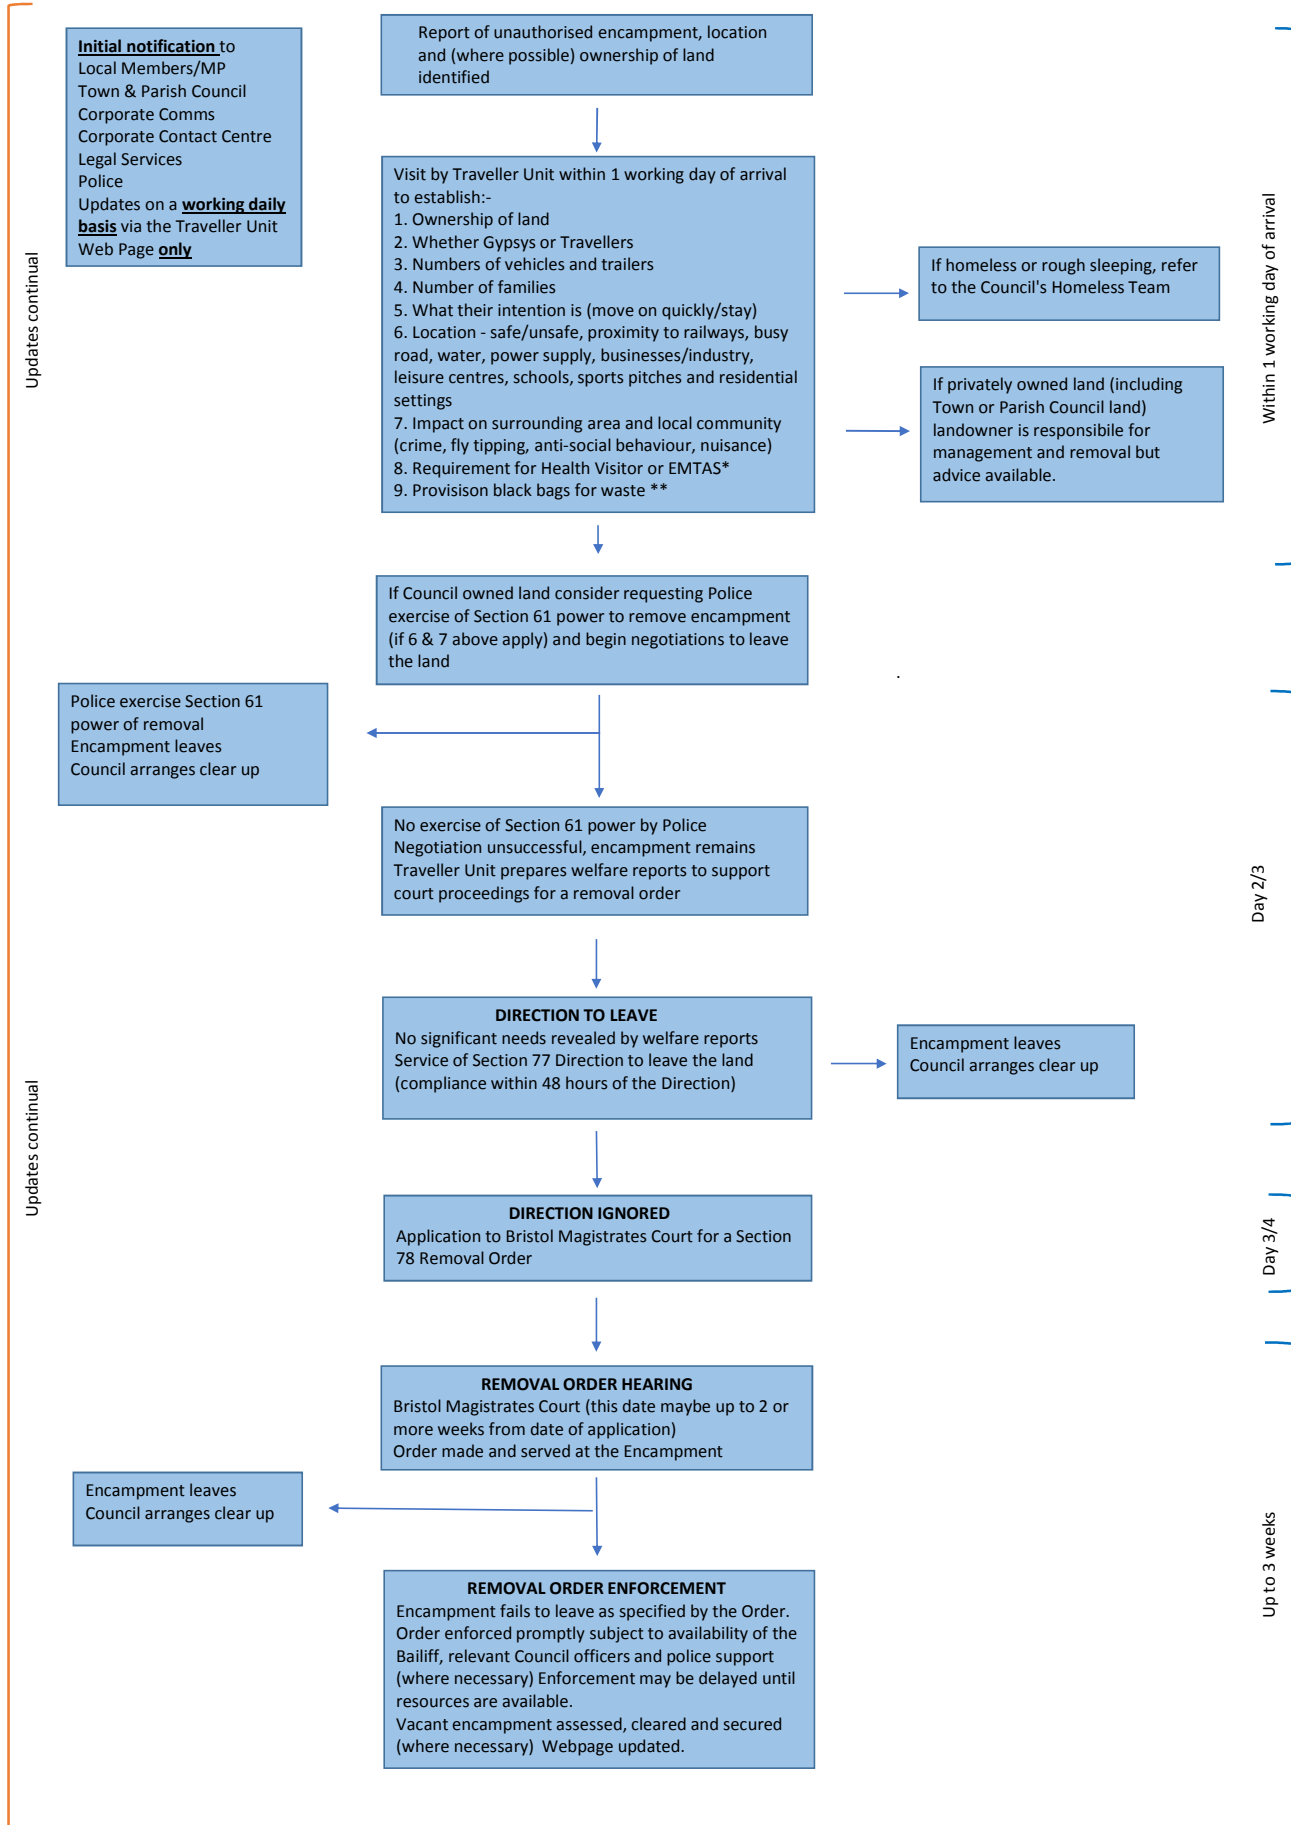 Report of unauthorised encampment, location
and (where possible) ownership of land
identified
Initial notification to
Local Members/MP
Town & Parish Council
Corporate Comms
Corporate Contact Centre
Legal Services
Police
Updates on a working daily
basis via the Traveller Unit
Web Page only
Updates continual
Visit by Traveller Unit within 1 working day of arrival
to establish:-
1. Ownership of land
2. Whether Gypsys or Travellers
3. Numbers of vehicles and trailers
4. Number of families
5. What their intention is (move on quickly/stay)
6. Location - safe/unsafe, proximity to railways, busy
road, water, power supply, businesses/industry,
leisure centres, schools, sports pitches and residential
settings
7. Impact on surrounding area and local community
(crime, fly tipping, anti-social behaviour, nuisance)
8. Requirement for Health Visitor or EMTAS*
9. Provisison black bags for waste **
If homeless or rough sleeping, refer
to the Council's Homeless Team
If privately owned land (including
Town or Parish Council land)
landowner is responsibile for
management and removal but
advice available.
Within 1 working day of arrival
If Council owned land consider requesting Police
exercise of Section 61 power to remove encampment
(if 6 & 7 above apply) and begin negotiations to leave
the land
.
Police exercise Section 61
power of removal
Encampment leaves
Council arranges clear up
No exercise of Section 61 power by Police
Negotiation unsuccessful, encampment remains
Traveller Unit prepares welfare reports to support
court proceedings for a removal order
Day 2/3
DIRECTION TO LEAVE
No significant needs revealed by welfare reports
Service of Section 77 Direction to leave the land
(compliance within 48 hours of the Direction)
Encampment leaves
Council arranges clear up
Updates continual
DIRECTION IGNORED
Application to Bristol Magistrates Court for a Section
78 Removal Order
Day 3/4
REMOVAL ORDER HEARING
Bristol Magistrates Court (this date maybe up to 2 or
more weeks from date of application)
Order made and served at the Encampment
Encampment leaves
Council arranges clear up
Up to 3 weeks
REMOVAL ORDER ENFORCEMENT
Encampment fails to leave as specified by the Order.
Order enforced promptly subject to availability of the
Bailiff, relevant Council officers and police support
(where necessary) Enforcement may be delayed until
resources are available.
Vacant encampment assessed, cleared and secured
(where necessary) Webpage updated.